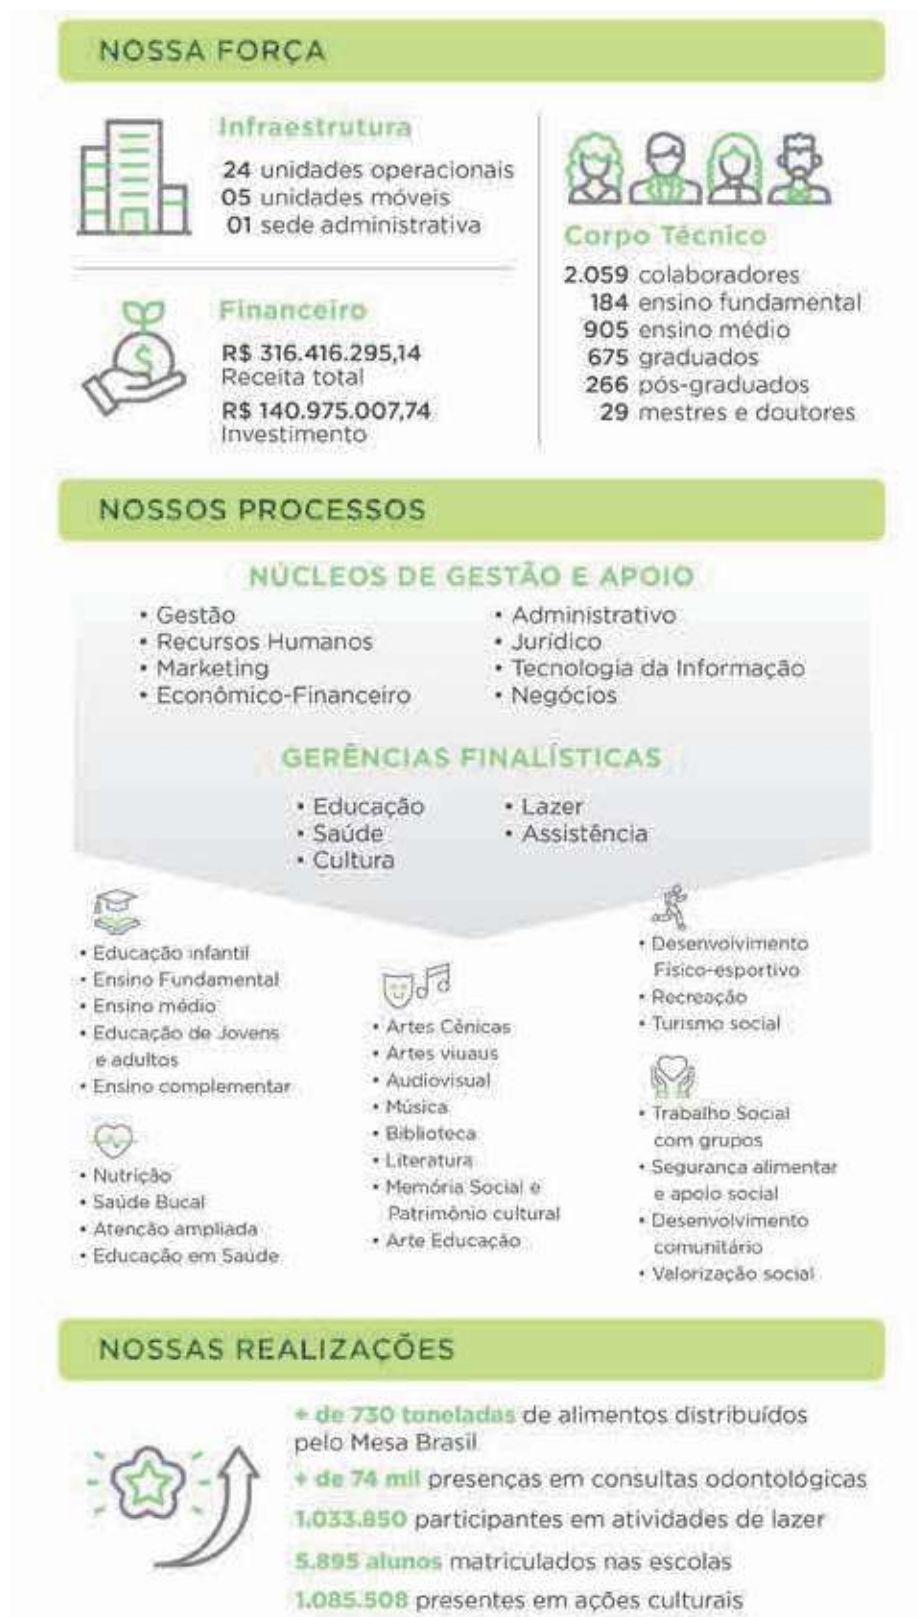 NOSSA FORÇA
Infraestrutura
24 unidades operacionais
05 unidades móveis
01 sede administrativa
Financeiro
R$ 316.416.295,14
Receita total
R$ 140.975.007,74
Investimento
Corpo Técnico
2.059 colaboradores
184 ensino fundamental
905 ensino médio
675 graduados
266 pós-graduados
29 mestres e doutores
NOSSOS PROCESSOS
NÚCLEOS DE GESTÃO E APOIO
• Gestão
• Recursos Humanos
• Marketing
• Econômico-Financeiro
• Administrativo
• Jurídico
• Tecnologia da Informação
• Negócios
GERÊNCIAS FINALÍSTICAS
• Educação
• Saúde
• Cultura
• Lazer
• Assistência
• Educação infantil
• Ensino Fundamental
• Ensino médio
• Educação de Jovens
e adultos
• Ensino complementar
• Nutrição
• Saúde Bucal
• Atenção ampliada
• Educação em Saúde
• Artes Cênicas
• Artes viuaus
• Audiovisual
• Música
• Biblioteca
• Literatura
• Memória Social e
Patrimônio cultural
• Arte Educação
• Desenvolvimento
Físico-esportivo
• Recreação
• Turismo social
• Trabalho Social
com grupos
• Segurança alimentar
e apoio social
• Desenvolvimento
comunitário
• Valorização social
NOSSAS REALIZAÇÕES
+ de 730 toneladas de alimentos distribuídos
pelo Mesa Brasil
+ de 74 mil presenças em consultas odontológicas
1.033.850 participantes em atividades de lazer
5.895 alunos matriculados nas escolas
1.085.508 presentes em ações culturais